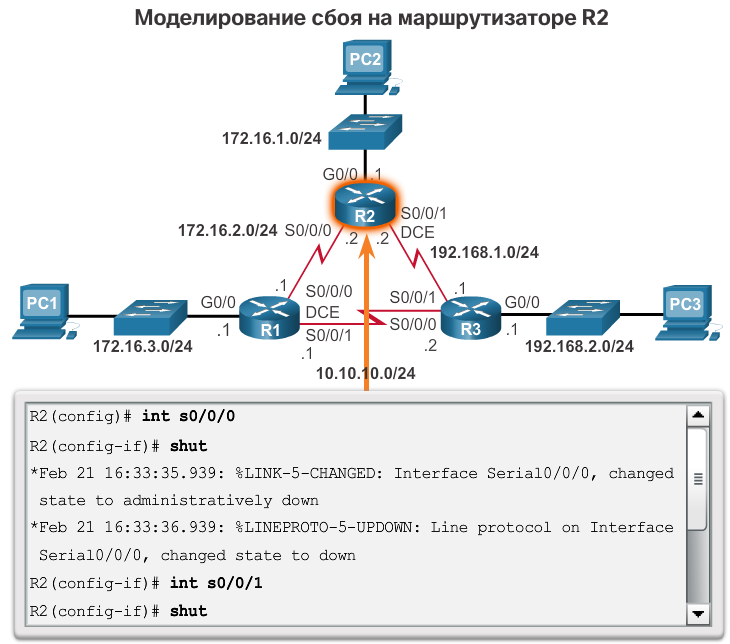 Моделирование сбоя на маршрутизаторе R2
PC2
172.16.1.0/24
G0/0
.1
R2
172.16.2.0/24
S0/0/0
.2
.2
S0/0/1
DCE
192.168.1.0/24
PC1
G0/0
.1
172.16.3.0/24
.1
R1
S0/0/0
DCE
S0/0/1
.1
S0/0/1
.1
S0/0/0
.2
R3
G0/0
.1
PC3
192.168.2.0/24
10.10.10.0/24
R2(config)# int s0/0/0
R2(config-if)# shut
*Feb 21 16:33:35.939: %LINK-5-CHANGED: Interface Serial0/0/0, changed
state to administratively down
*Feb 21 16:33:36.939: %LINEPROTO-5-UPDOWN: Line protocol on Interface
Serial0/0/0, changed state to down
R2(config-if)# int s0/0/1
R2(config-if)# shut